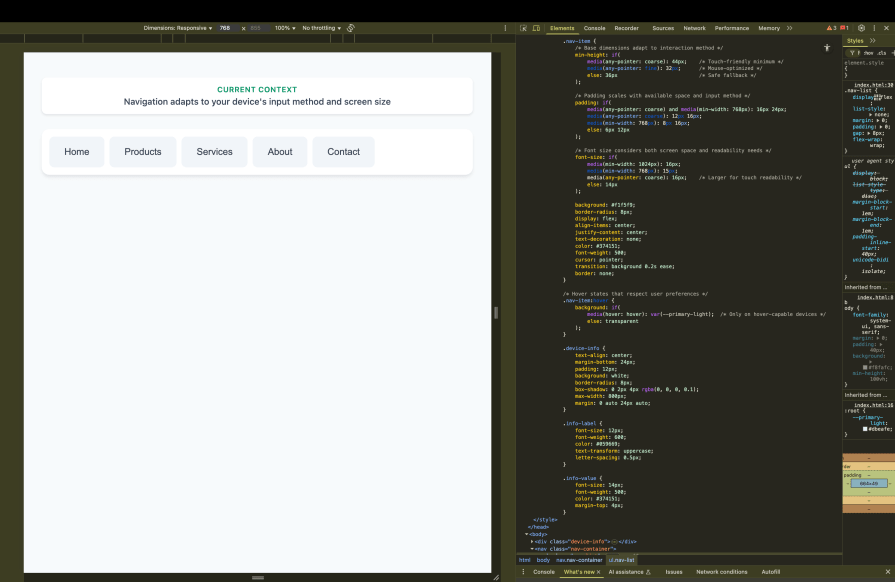 Dimensions: Responsive ▾ 768 × 858 100% ▾ No throttling ▾
Elements Console Recorder Sources Network Performance Memory >> 3 1
CURRENT CONTEXT
Navigation adapts to your device's input method and screen size
Home Products Services About Contact
.nav-item {
/* Base dimensions adapt to interaction method */
min-height: if(
media(any-pointer: coarse): 44px; /* Touch-friendly minimum */
media(any-pointer: fine): 32px; /* Mouse-optimized */
else: 36px /* Safe fallback */
);
/* Padding scales with available space and input method */
padding: if(
media(any-pointer: coarse) and media(min-width: 768px): 16px 24px;
media(any-pointer: coarse): 12px 16px;
media(min-width: 768px): 8px 16px;
else: 6px 12px
);
/* Font size considers both screen space and readability needs */
font-size: if(
media(min-width: 1024px): 16px;
media(min-width: 768px): 15px;
media(any-pointer: coarse): 16px; /* Larger for touch readability */
else: 14px
);
background: #f1f5f9;
border-radius: 8px;
display: flex;
align-items: center;
justify-content: center;
text-decoration: none;
color: #374151;
font-weight: 500;
cursor: pointer;
transition: background 0.2s ease;
border: none;
}
/* Hover states that respect user preferences */
.nav-item:hover {
background: if(
media(hover: hover): var(--primary-light); /* Only on hover-capable devices */
else: transparent
);
}
.device-info {
text-align: center;
margin-bottom: 24px;
padding: 12px;
background: white;
border-radius: 8px;
box-shadow: 0 2px 4px rgba(0, 0, 0, 0.1);
max-width: 800px;
margin: 0 auto 24px auto;
}
.info-label {
font-size: 12px;
font-weight: 600;
color: #059669;
text-transform: uppercase;
letter-spacing: 0.5px;
}
.info-value {
font-size: 14px;
font-weight: 500;
color: #374151;
margin-top: 4px;
}
</style>
</head>
▾<body>
▸<div class="device-info"> </div>
▾<nav class="nav-container">
html body nav.nav-container ul.nav-list
Console What's new × AI assistance Issues Network conditions Autofill
Styles >>
:hov .cls +
element.style
{
}
index.html:30
.nav-list {
display: flex
;
list-style:
▸ none;
margin: ▸ 0;
padding: ▸ 0;
gap: ▸ 8px;
flex-wrap:
wrap;
}
user agent sty
ul {
display:
block;
list-style-
type:
disc;
margin-block-
start:
1em;
margin-block-
end:
1em;
padding-
inline-
start:
40px;
unicode-bidi
:
isolate;
}
Inherited from ...
index.html:8
body {
font-family:
system-
ui, sans-
serif;
margin: ▸ 0;
padding: ▸
40px;
background:
▸
#f8fafc;
min-height:
100vh;
}
Inherited from ...
index.html:16
:root {
--primary-
light:
#dbeafe;
}
padding